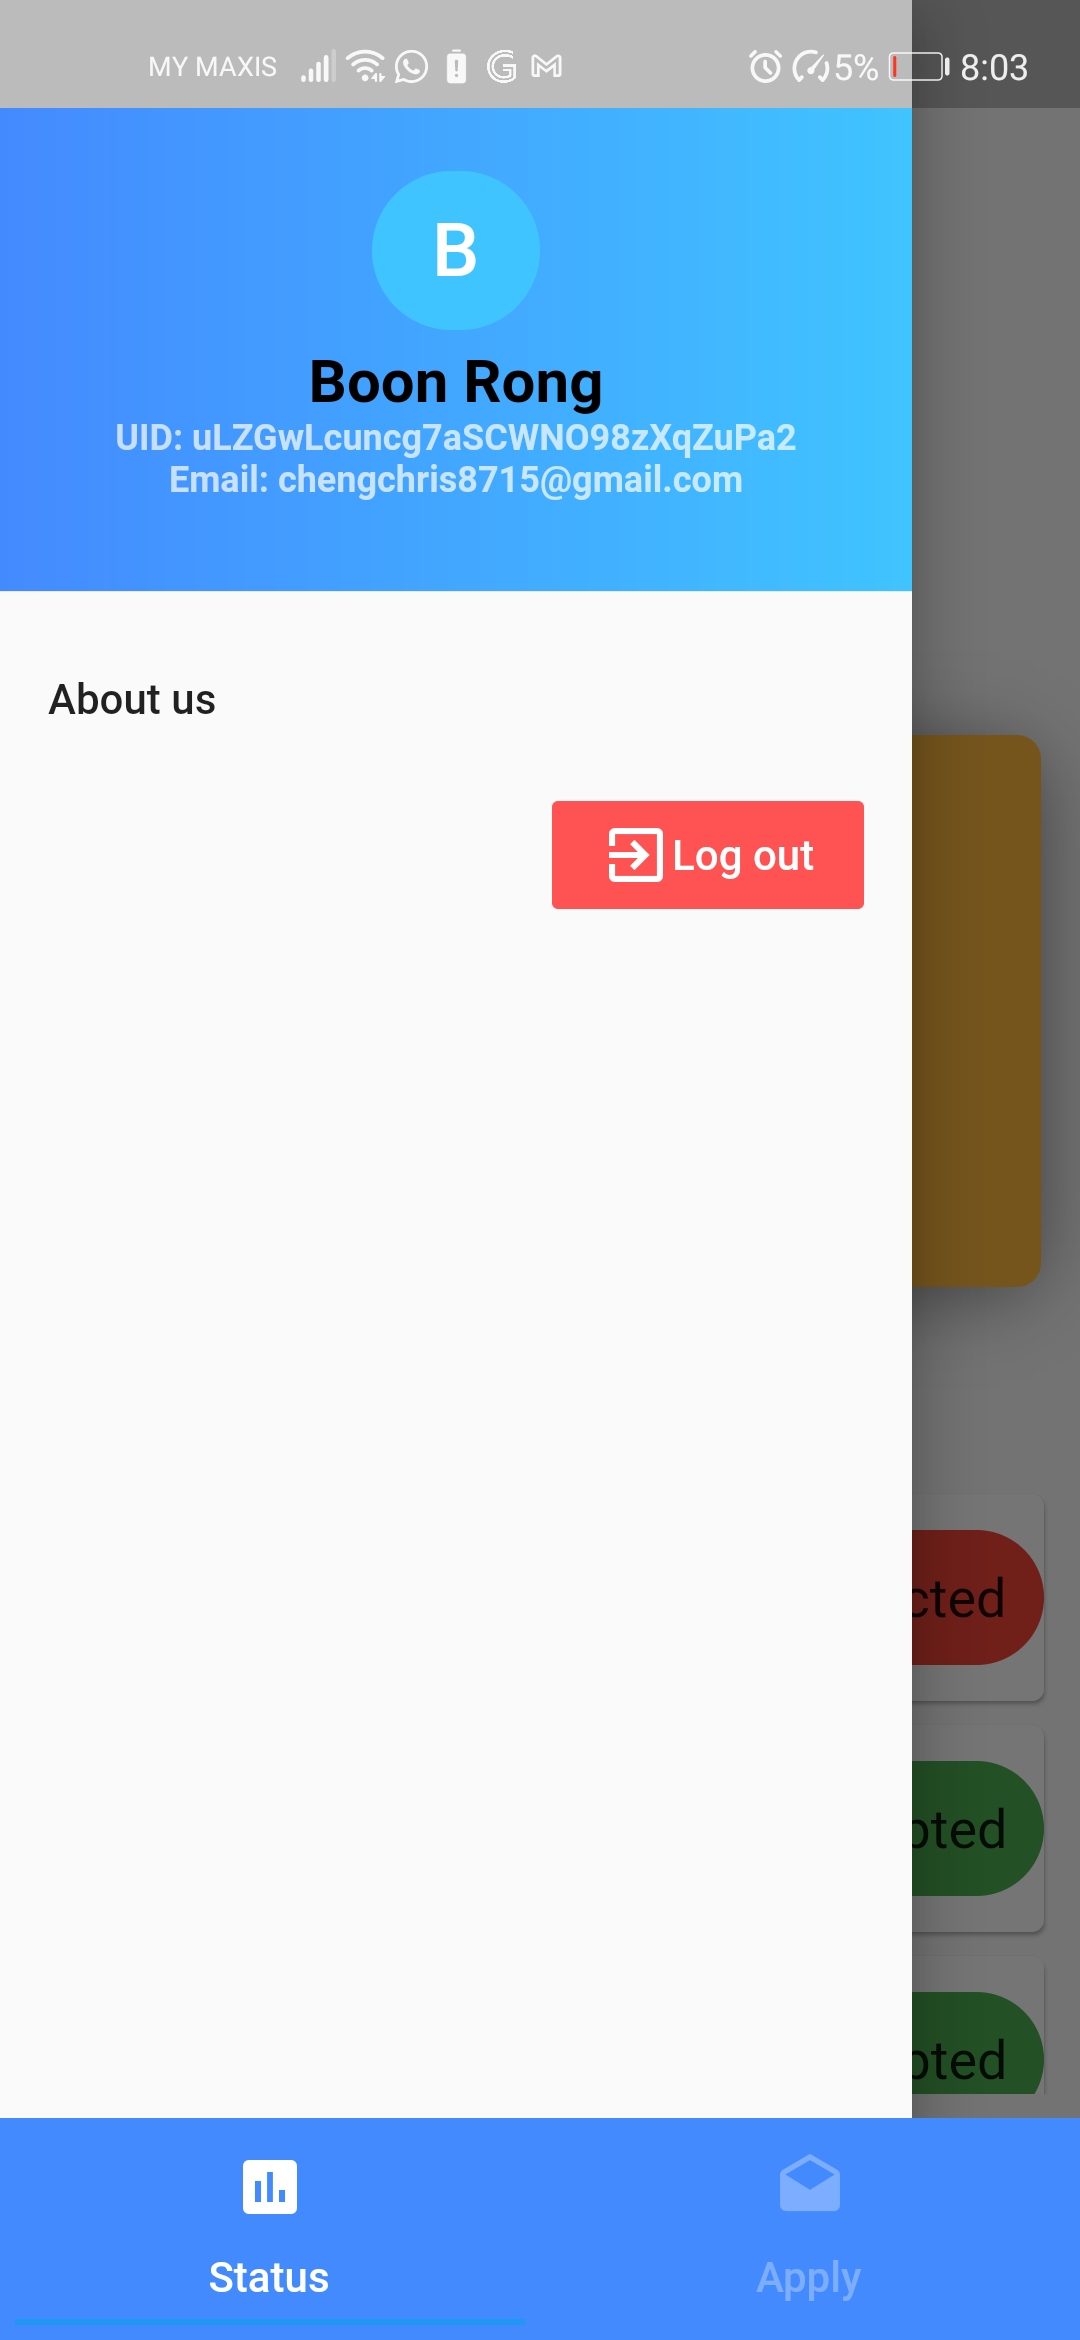 MY MAXIS 5% 8:03
B
Boon Rong
UID: uLZGwLcuncg7aSCWNO98zXqZuPa2
Email: chengchris8715@gmail.com
About us
Log out
cted
pted
pted
Status Apply